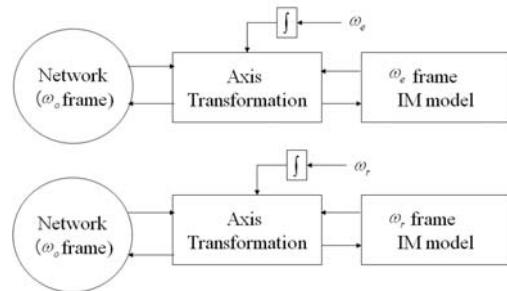 ∫ ω_e
Network
(ω_o frame)
Axis
Transformation
ω_e frame
IM model
∫ ω_r
Network
(ω_o frame)
Axis
Transformation
ω_r frame
IM model